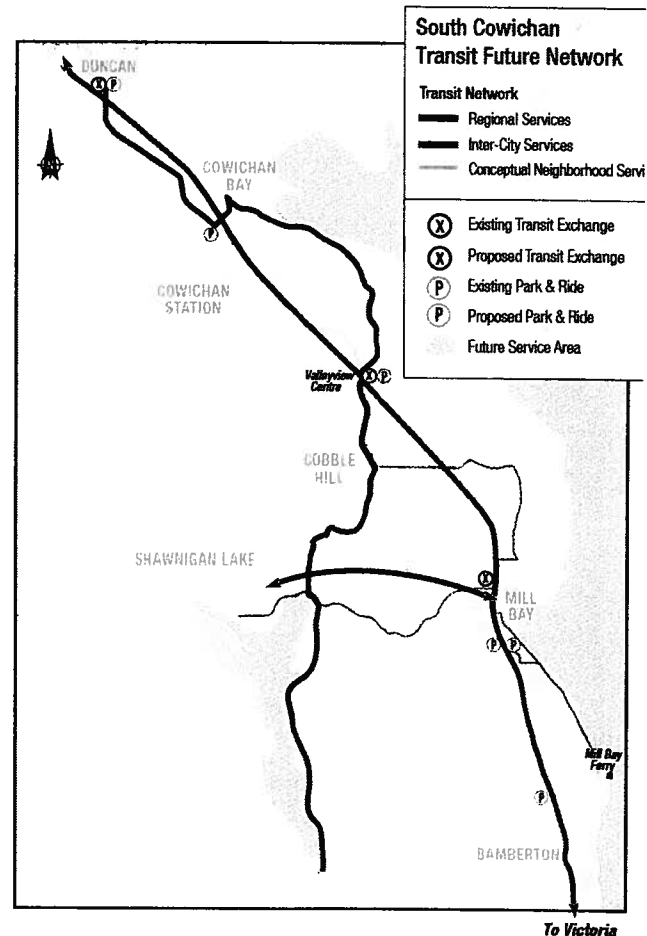 South Cowichan
Transit Future Network
Transit Network
Regional Services
Inter-City Services
Conceptual Neighborhood Servi
X Existing Transit Exchange
X Proposed Transit Exchange
P Existing Park & Ride
P Proposed Park & Ride
Future Service Area
DUNCAN
X P
COWICHAN
BAY
P
COWICHAN
STATION
Valleyview
Centre
X P
COBBLE
HILL
SHAWNIGAN LAKE
X
MILL
BAY
P P
Mill Bay
Ferry
P
BAMBERTON
To Victoria